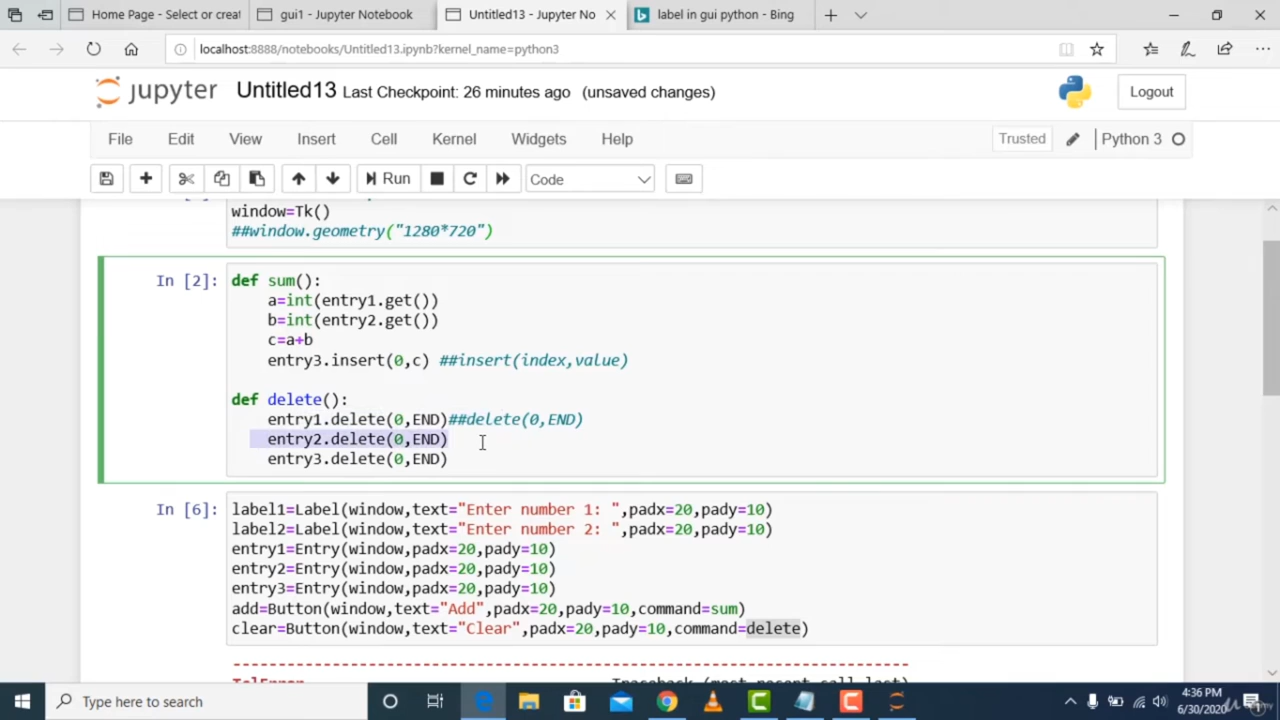 Home Page - Select or creat
gui1 - Jupyter Notebook
Untitled13 - Jupyter No
label in gui python - Bing
localhost:8888/notebooks/Untitled13.ipynb?kernel_name=python3
jupyter Untitled13 Last Checkpoint: 26 minutes ago (unsaved changes)
Logout
File Edit View Insert Cell Kernel Widgets Help
Trusted
Python 3
Run
Code
window=Tk()
##window.geometry("1280*720")
In [2]:
def sum():
a=int(entry1.get())
b=int(entry2.get())
c=a+b
entry3.insert(0,c) ##insert(index,value)
def delete():
entry1.delete(0,END)##delete(0,END)
entry2.delete(0,END)
entry3.delete(0,END)
In [6]:
label1=Label(window,text="Enter number 1: ",padx=20,pady=10)
label2=Label(window,text="Enter number 2: ",padx=20,pady=10)
entry1=Entry(window,padx=20,pady=10)
entry2=Entry(window,padx=20,pady=10)
entry3=Entry(window,padx=20,pady=10)
add=Button(window,text="Add",padx=20,pady=10,command=sum)
clear=Button(window,text="Clear",padx=20,pady=10,command=delete)
---------------------------------------------------------------------------
TclError Traceback (most recent call last)
Type here to search
4:36 PM
6/30/2020